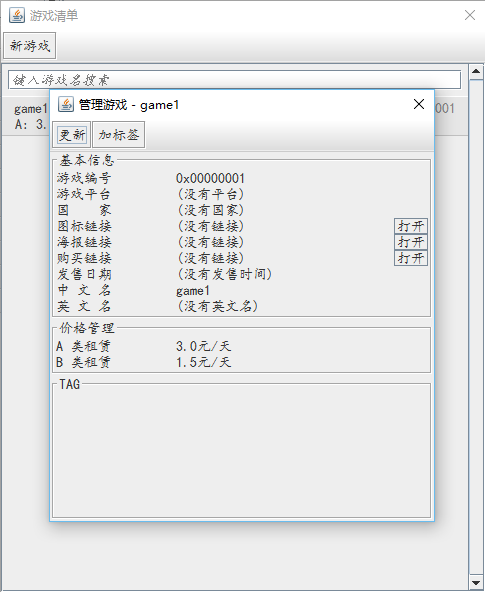 游戏清单
新游戏
键入游戏名搜索
game1
001
A: 3.
管理游戏 - game1
更新 加标签
基本信息
游戏编号 0x00000001
游戏平台 (没有平台)
国 家 (没有国家)
图标链接 (没有链接) 打开
海报链接 (没有链接) 打开
购买链接 (没有链接) 打开
发售日期 (没有发售时间)
中 文 名 game1
英 文 名 (没有英文名)
价格管理
A 类租赁 3.0元/天
B 类租赁 1.5元/天
TAG